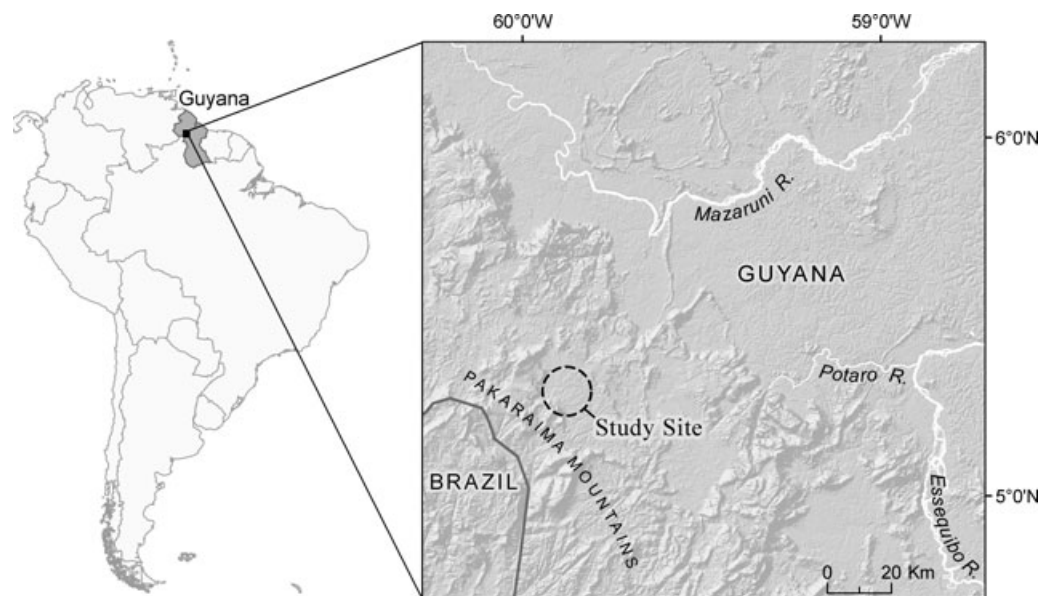 60°0'W
59°0'W
Guyana
6°0'N
Mazaruni R.
GUYANA
Potaro R.
PAKARAIMA MOUNTAINS
Study Site
BRAZIL
5°0'N
Essequibo R.
0 20 Km